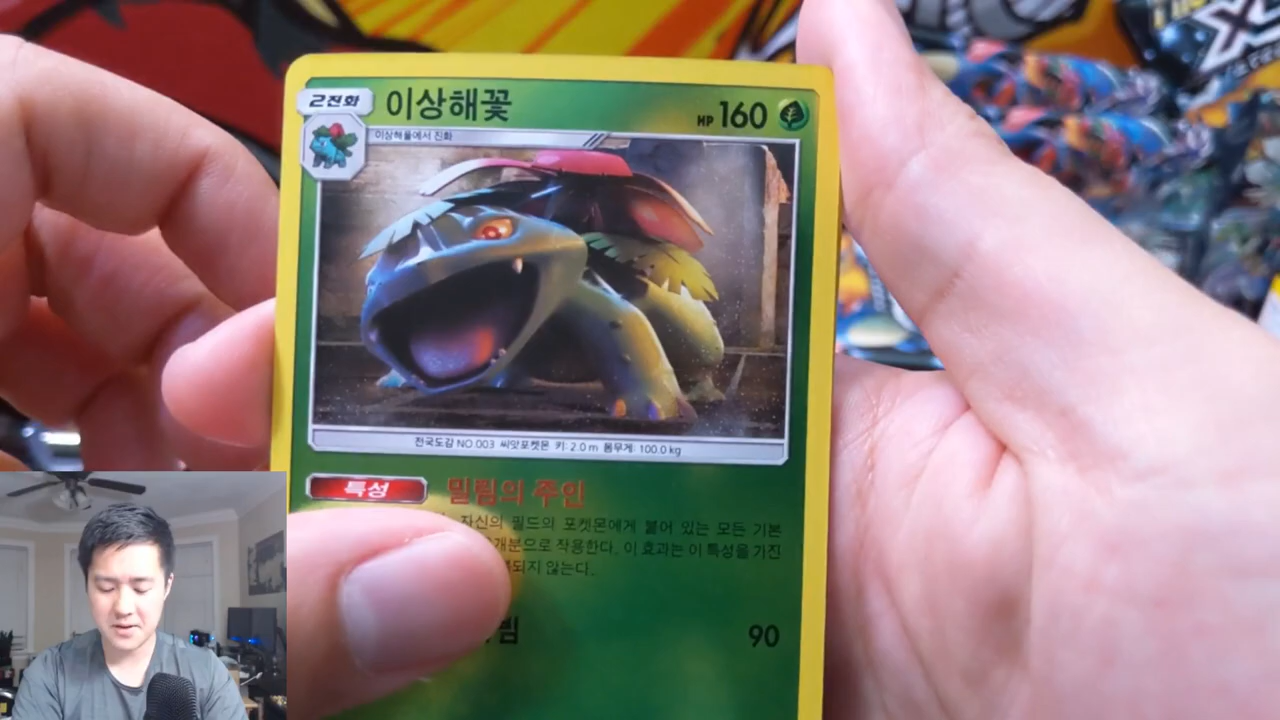 2진화 이상해꽃 HP 160
이상해풀에서 진화
전국도감 NO.003 씨앗포켓몬 키: 2.0 m 몸무게: 100.0 kg
특성 밀림의 주인
자신의 필드의 포켓몬에게 붙어 있는 모든 기본
개분으로 작용한다. 이 효과는 이 특성을 가진
되지 않는다.
90